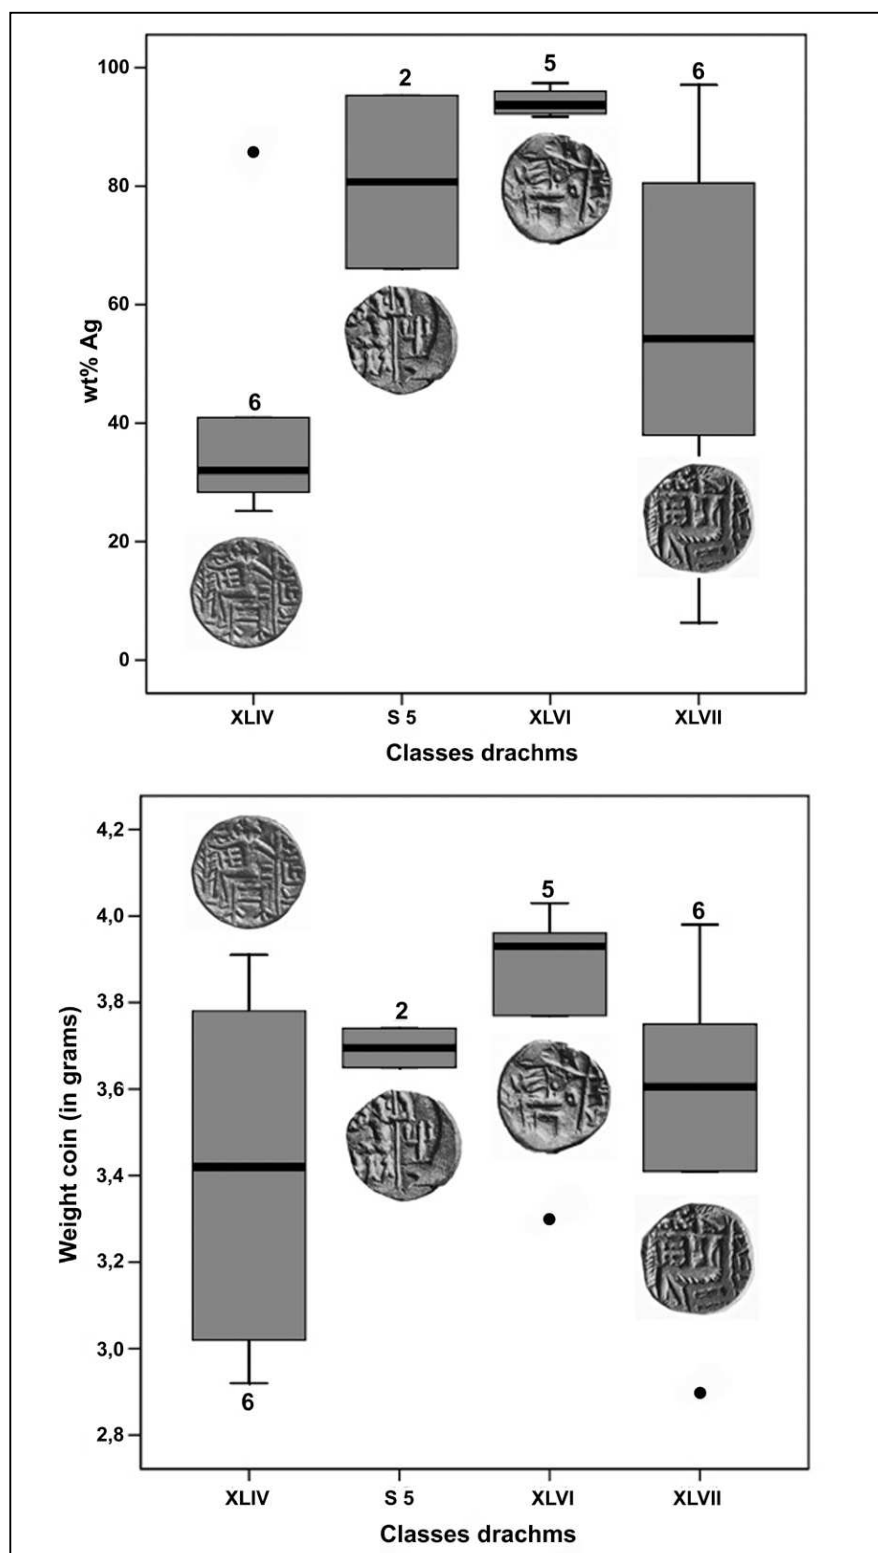 100
80
60
40
20
0
wt% Ag
6
2
5
6
XLIV
S 5
XLVI
XLVII
Classes drachms
4,2
4,0
3,8
3,6
3,4
3,2
3,0
2,8
Weight coin (in grams)
6
2
5
6
XLIV
S 5
XLVI
XLVII
Classes drachms